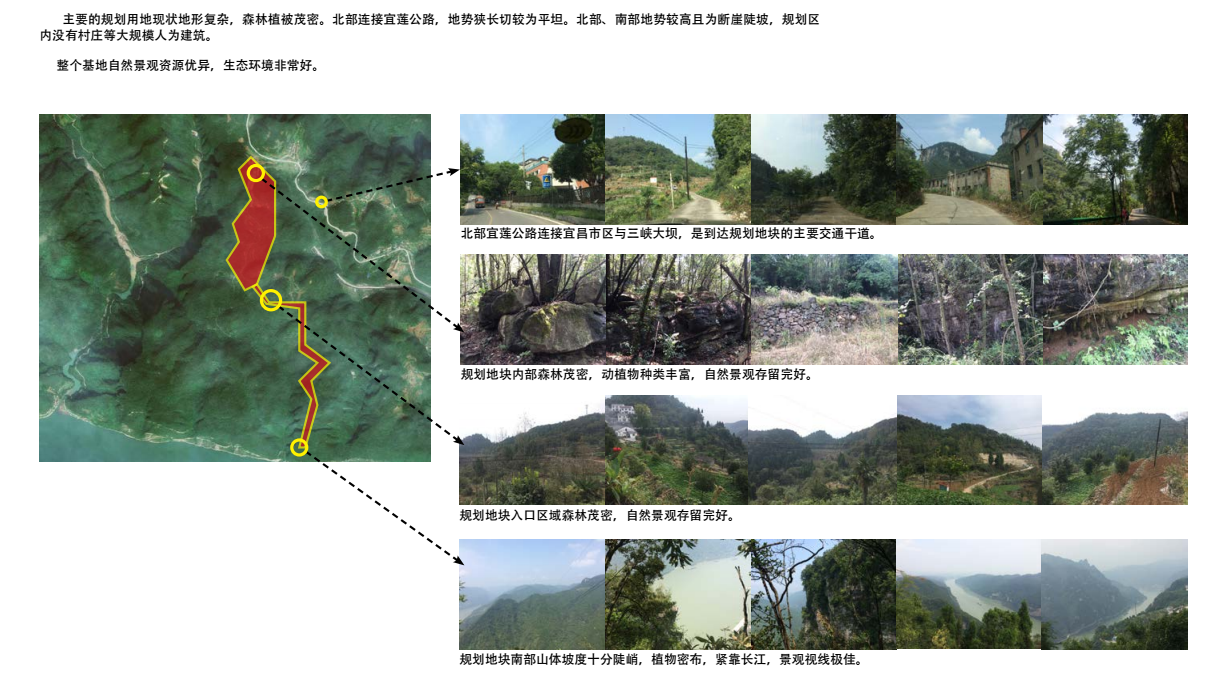 主要的规划用地现状地形复杂，森林植被茂密。北部连接宜莲公路，地势狭长切较为平坦。北部、南部地势较高且为断崖陡坡，规划区
内没有村庄等大规模人为建筑。
整个基地自然景观资源优异，生态环境非常好。
北部宜莲公路连接宜昌市区与三峡大坝，是到达规划地块的主要交通干道。
规划地块内部森林茂密，动植物种类丰富，自然景观存留完好。
规划地块入口区域森林茂密，自然景观存留完好。
规划地块南部山体坡度十分陡峭，植物密布，紧靠长江，景观视线极佳。